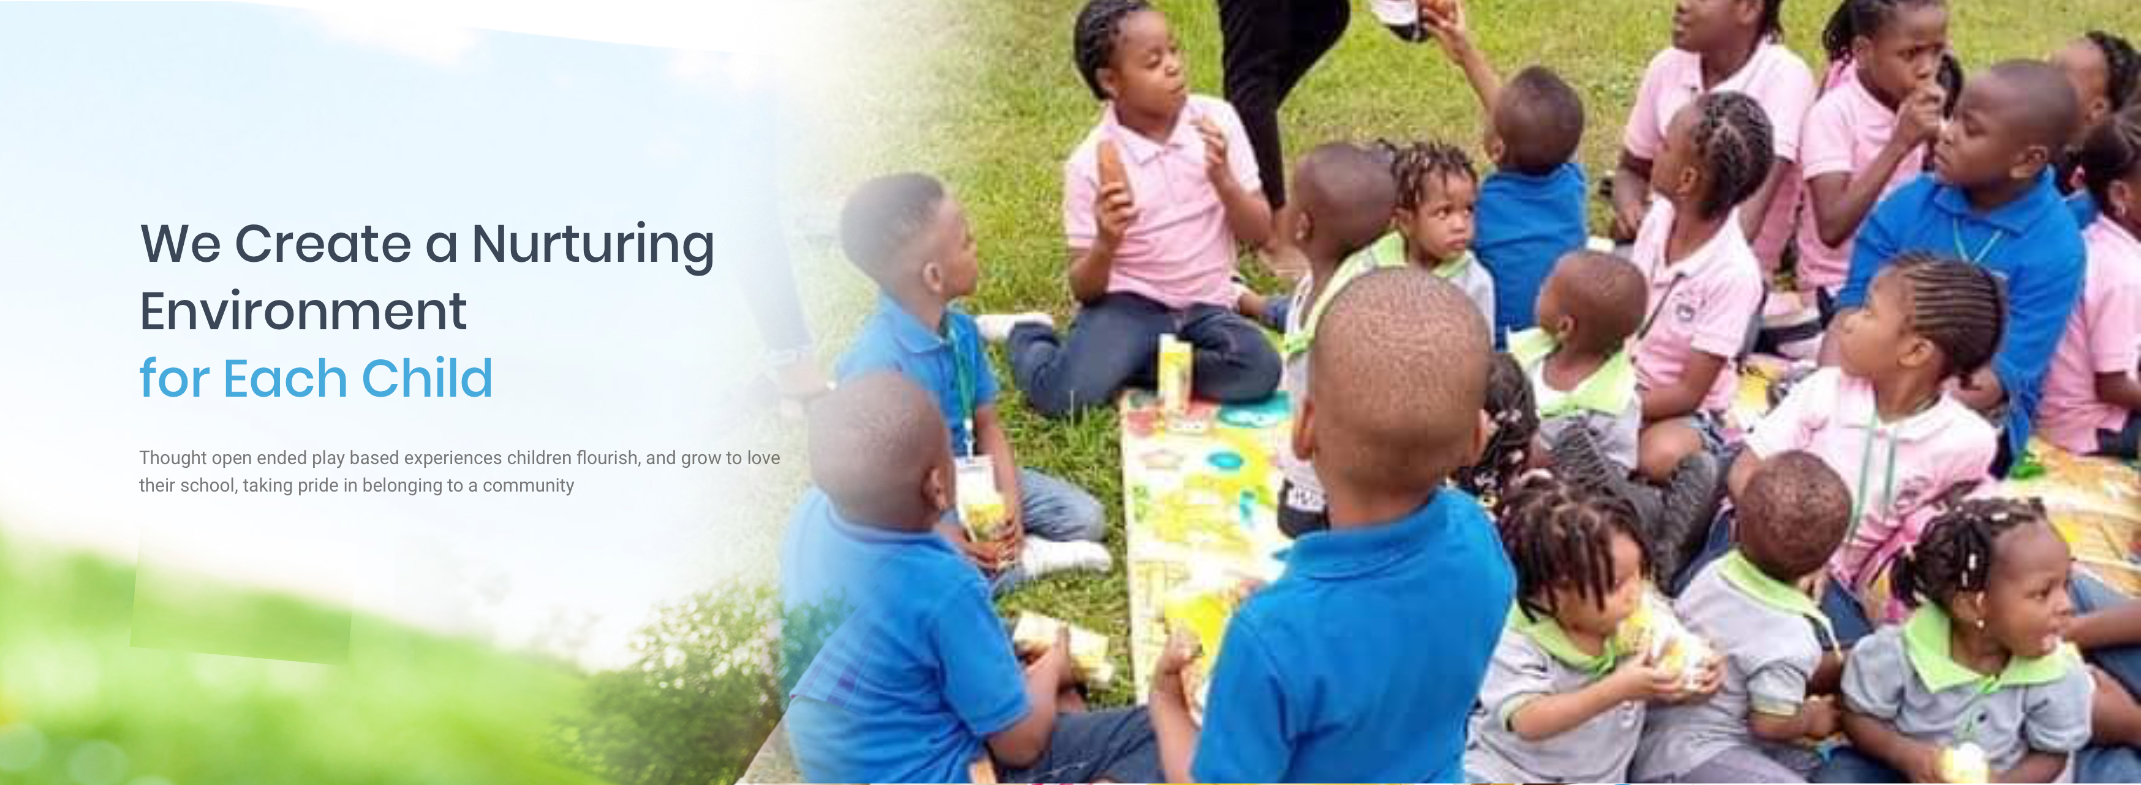 We Create a Nurturing
Environment
for Each Child
Thought open ended play based experiences children flourish, and grow to love
their school, taking pride in belonging to a community